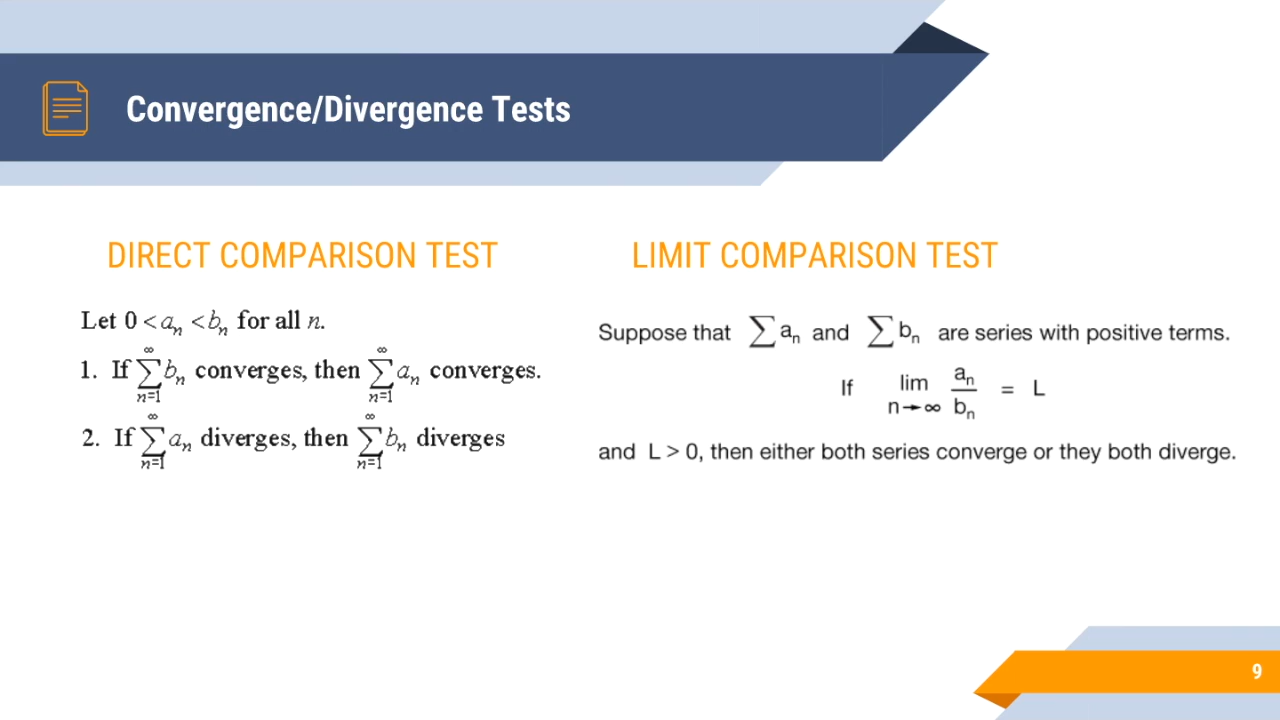 Convergence/Divergence Tests
DIRECT COMPARISON TEST
Let 0 < aₙ < bₙ for all n.
1. If ∑_{n=1}^{∞} bₙ converges, then ∑_{n=1}^{∞} aₙ converges.
2. If ∑_{n=1}^{∞} aₙ diverges, then ∑_{n=1}^{∞} bₙ diverges
LIMIT COMPARISON TEST
Suppose that ∑ aₙ and ∑ bₙ are series with positive terms.
If lim_{n→∞} aₙ/bₙ = L
and L > 0, then either both series converge or they both diverge.
9